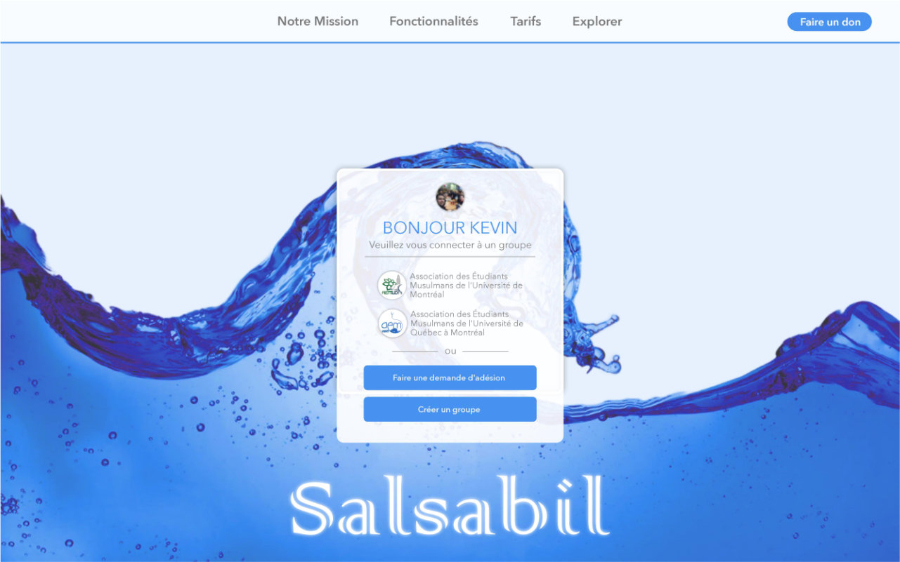 Notre Mission Fonctionnalités Tarifs Explorer Faire un don
BONJOUR KEVIN
Veuillez vous connecter à un groupe
Association des Étudiants
Musulmans de l'Université de
Montréal
Association des Étudiants
Musulmans de l'Université de
Québec à Montréal
ou
Faire une demande d'adésion
Créer un groupe
Salsabil